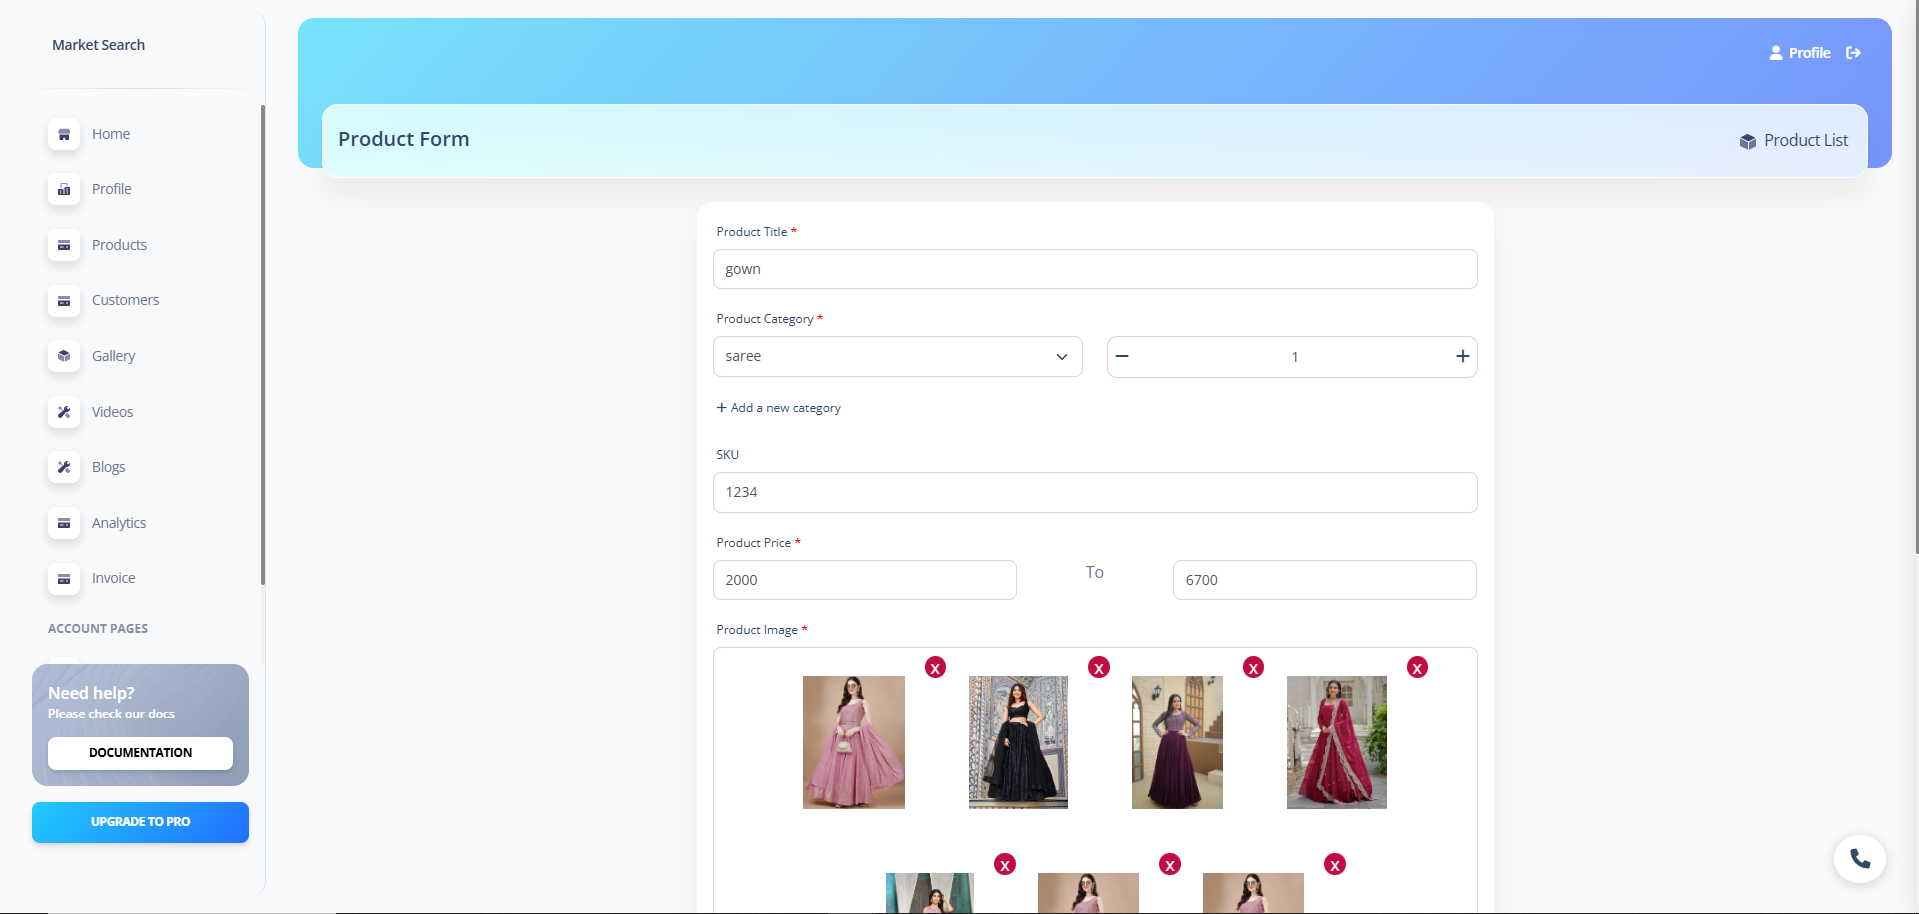 Market Search
Home
Profile
Products
Customers
Gallery
Videos
Blogs
Analytics
Invoice
ACCOUNT PAGES
Need help?
Please check our docs
DOCUMENTATION
UPGRADE TO PRO
Profile
Product Form
Product List
Product Title *
gown
Product Category *
saree
− 1 +
+ Add a new category
SKU
1234
Product Price *
2000 To 6700
Product Image *
X X X X
X X X